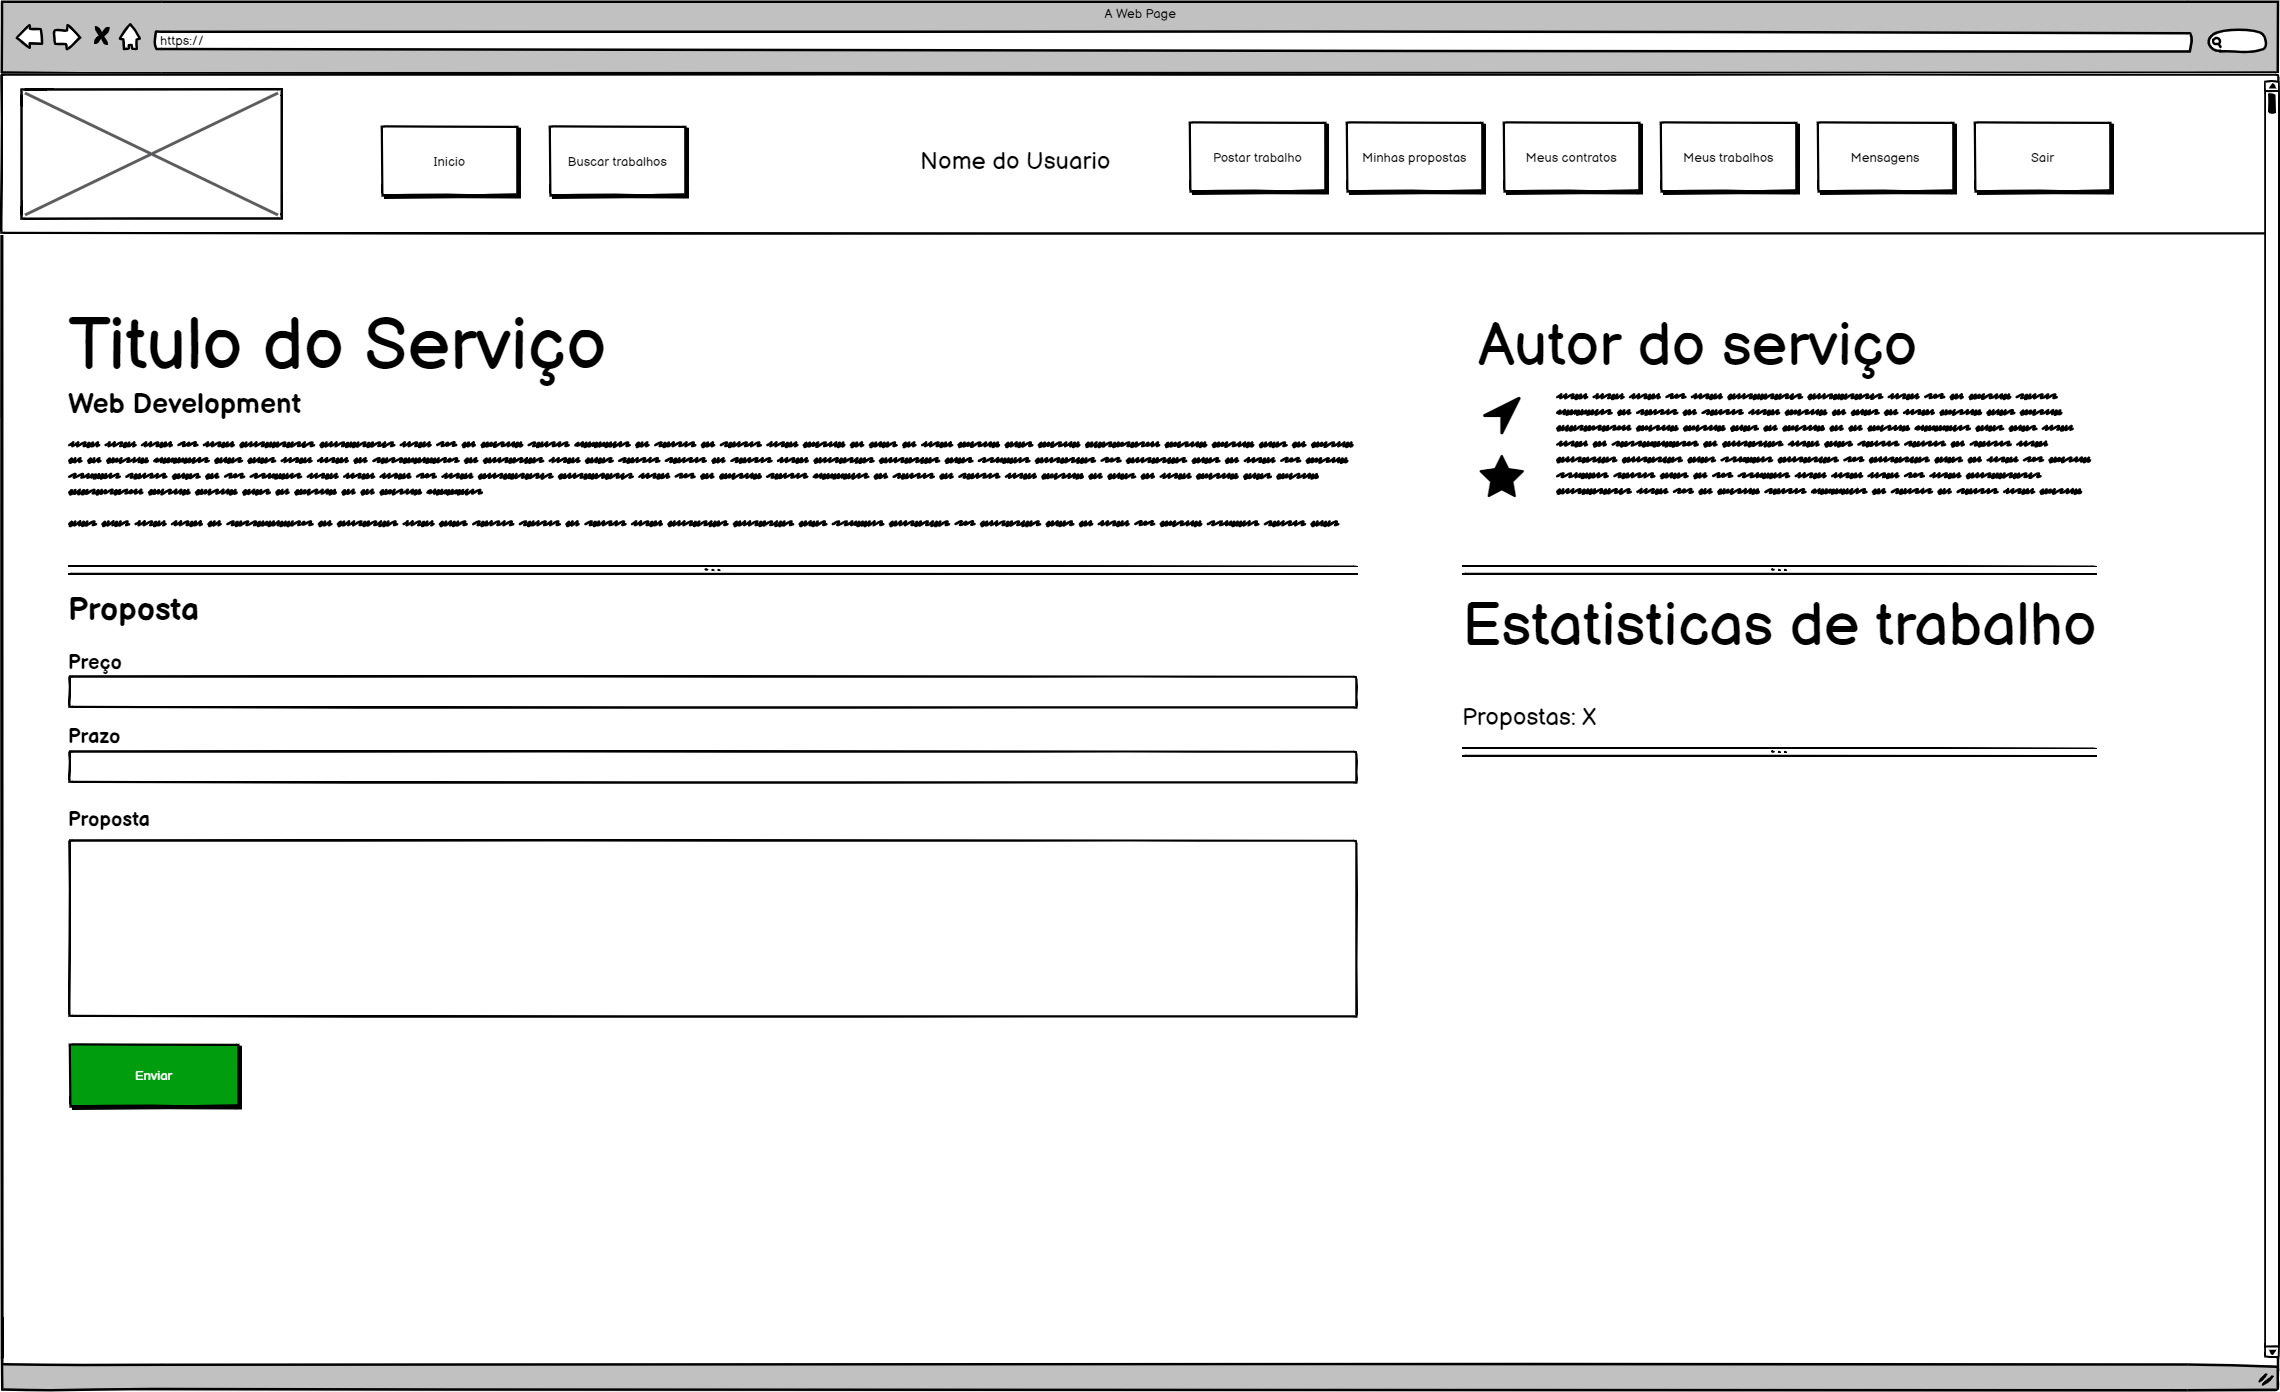 A Web Page
https://
Inicio
Buscar trabalhos
Nome do Usuario
Postar trabalho
Minhas propostas
Meus contratos
Meus trabalhos
Mensagens
Sair
Titulo do Serviço
Web Development
Autor do serviço
Proposta
Preço
Prazo
Proposta
Enviar
Estatisticas de trabalho
Propostas: X